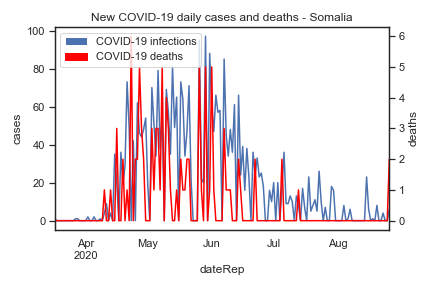 New COVID-19 daily cases and deaths - Somalia
COVID-19 infections
COVID-19 deaths
100
80
60
40
20
0
cases
6
5
4
3
2
1
0
deaths
Apr May Jun Jul Aug
2020
dateRep